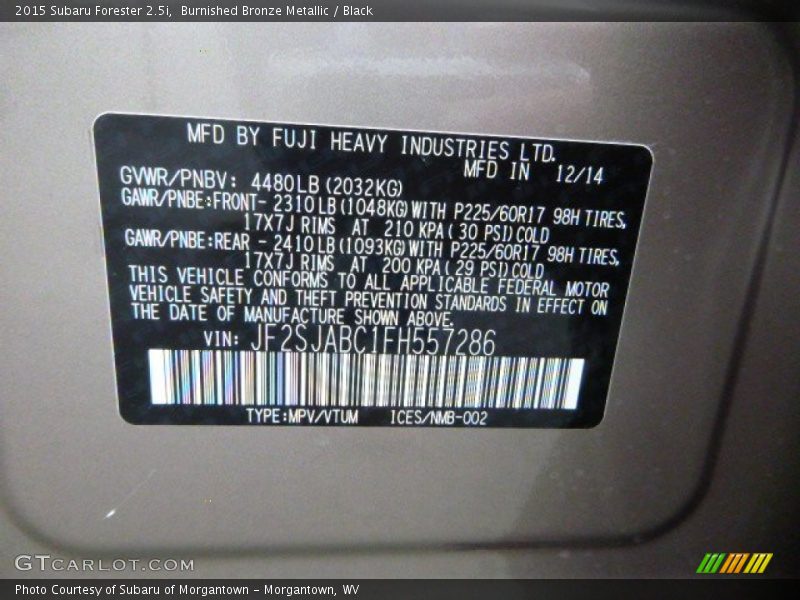 2015 Subaru Forester 2.5i,  Burnished Bronze Metallic / Black
MFD BY FUJI HEAVY INDUSTRIES LTD.
MFD IN 12/14
GVWR/PNBV: 4480LB (2032KG)
GAWR/PNBE:FRONT- 2310LB (1048KG) WITH P225/60R17 98H TIRES,
17X7J RIMS AT 210 KPA( 30 PSI) COLD
GAWR/PNBE:REAR - 2410LB (1093KG) WITH P225/60R17 98H TIRES,
17X7J RIMS AT 200 KPA( 29 PSI) COLD
THIS VEHICLE CONFORMS TO ALL APPLICABLE FEDERAL MOTOR
VEHICLE SAFETY AND THEFT PREVENTION STANDARDS IN EFFECT ON
THE DATE OF MANUFACTURE SHOWN ABOVE.
VIN: JF2SJABC1FH557286
TYPE:MPV/VTUM ICES/NMB-002
GTCARLOT.COM
Photo Courtesy of Subaru of Morgantown - Morgantown, WV